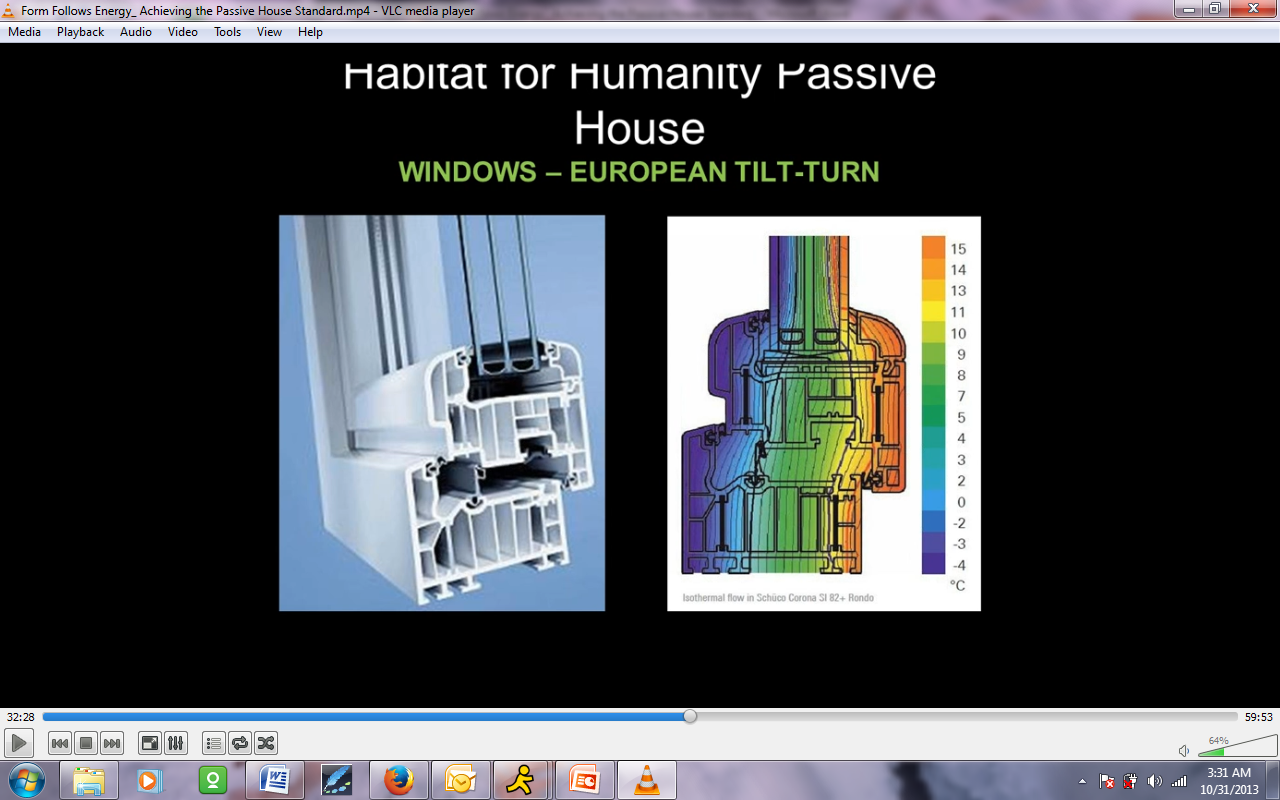 Form Follows Energy_ Achieving the Passive House Standard.mp4 - VLC media player
Media Playback Audio Video Tools View Help
Habitat for Humanity Passive
House
WINDOWS – EUROPEAN TILT-TURN
15
14
13
11
10
9
8
7
5
4
3
2
0
-2
-3
-4
°C
Isothermal flow in Schüco Corona SI 82+ Rondo
32:28
59:53
64%
3:31 AM
10/31/2013